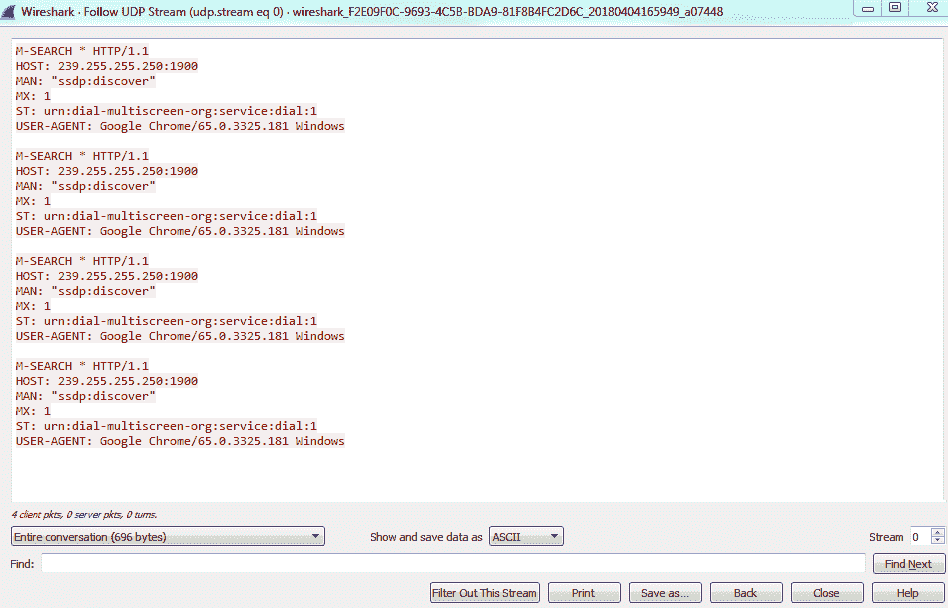 Wireshark · Follow UDP Stream (udp.stream eq 0) · wireshark_F2E09F0C-9693-4C5B-BDA9-81F8B4FC2D6C_20180404165949_a07448
M-SEARCH * HTTP/1.1
HOST: 239.255.255.250:1900
MAN: "ssdp:discover"
MX: 1
ST: urn:dial-multiscreen-org:service:dial:1
USER-AGENT: Google Chrome/65.0.3325.181 Windows
M-SEARCH * HTTP/1.1
HOST: 239.255.255.250:1900
MAN: "ssdp:discover"
MX: 1
ST: urn:dial-multiscreen-org:service:dial:1
USER-AGENT: Google Chrome/65.0.3325.181 Windows
M-SEARCH * HTTP/1.1
HOST: 239.255.255.250:1900
MAN: "ssdp:discover"
MX: 1
ST: urn:dial-multiscreen-org:service:dial:1
USER-AGENT: Google Chrome/65.0.3325.181 Windows
M-SEARCH * HTTP/1.1
HOST: 239.255.255.250:1900
MAN: "ssdp:discover"
MX: 1
ST: urn:dial-multiscreen-org:service:dial:1
USER-AGENT: Google Chrome/65.0.3325.181 Windows
4 client pkts, 0 server pkts, 0 turns.
Entire conversation (696 bytes) Show and save data as ASCII Stream 0
Find: Find Next
Filter Out This Stream Print Save as... Back Close Help